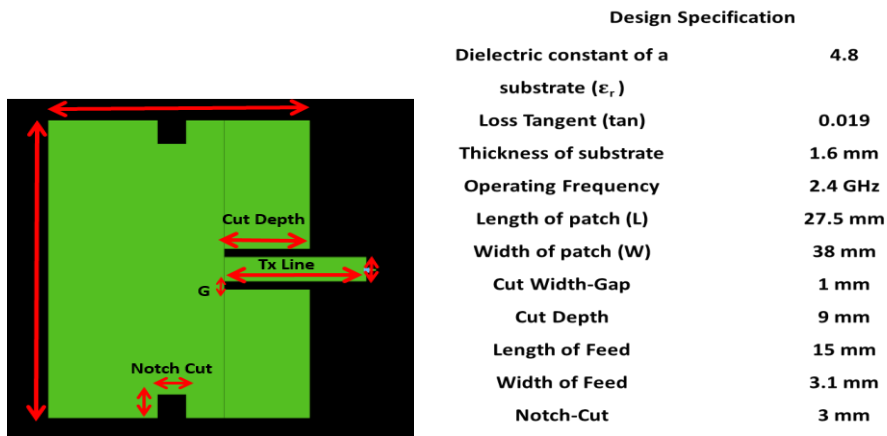 Cut Depth
Tx Line
G
Notch Cut
Design Specification
Dielectric constant of a substrate (εr) 4.8
Loss Tangent (tan) 0.019
Thickness of substrate 1.6 mm
Operating Frequency 2.4 GHz
Length of patch (L) 27.5 mm
Width of patch (W) 38 mm
Cut Width-Gap 1 mm
Cut Depth 9 mm
Length of Feed 15 mm
Width of Feed 3.1 mm
Notch-Cut 3 mm